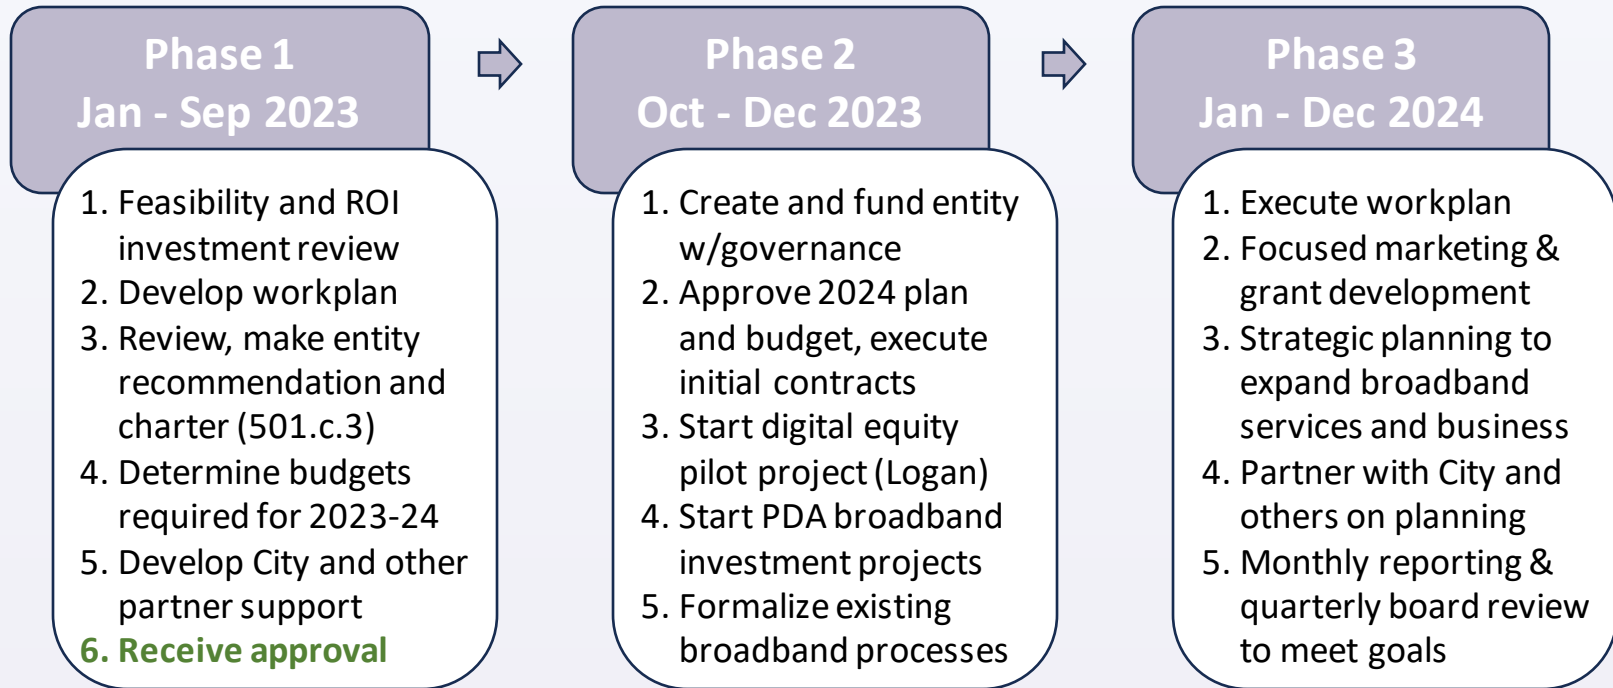 Phase 1
Jan - Sep 2023
1. Feasibility and ROI
investment review
2. Develop workplan
3. Review, make entity
recommendation and
charter (501.c.3)
4. Determine budgets
required for 2023-24
5. Develop City and other
partner support
6. Receive approval
Phase 2
Oct - Dec 2023
1. Create and fund entity
w/governance
2. Approve 2024 plan
and budget, execute
initial contracts
3. Start digital equity
pilot project (Logan)
4. Start PDA broadband
investment projects
5. Formalize existing
broadband processes
Phase 3
Jan - Dec 2024
1. Execute workplan
2. Focused marketing &
grant development
3. Strategic planning to
expand broadband
services and business
4. Partner with City and
others on planning
5. Monthly reporting &
quarterly board review
to meet goals